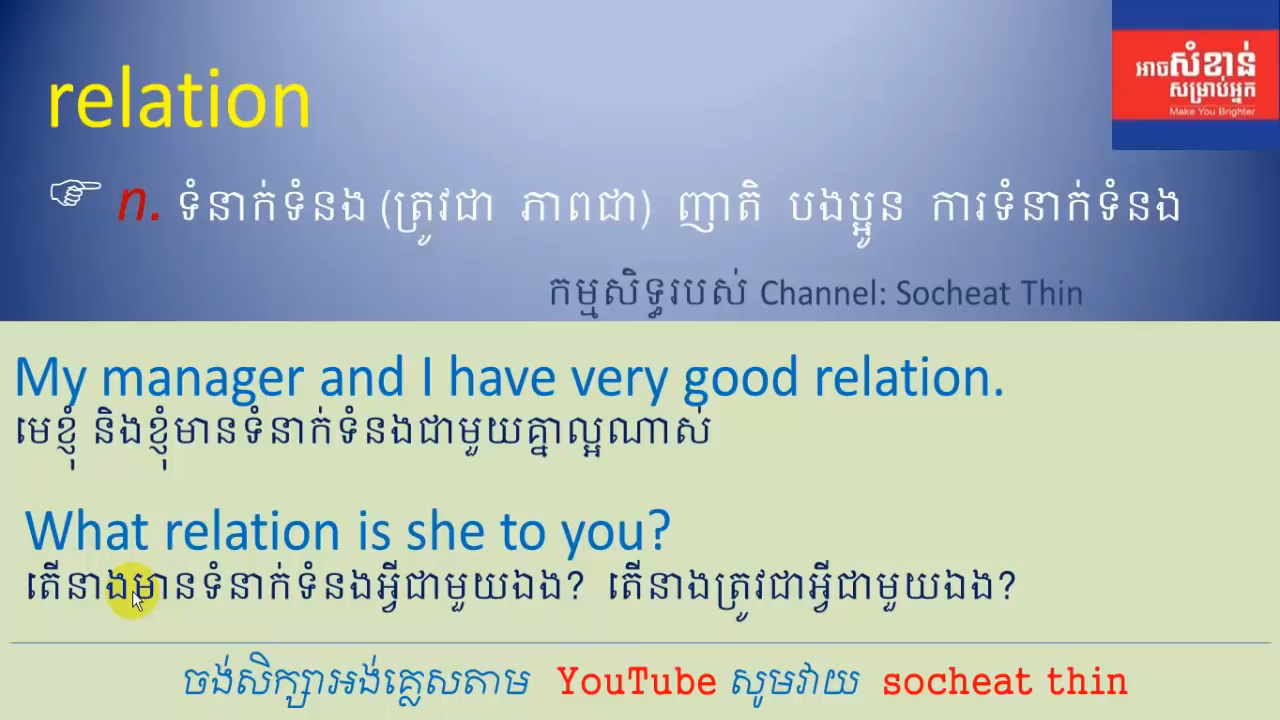 អាចសំខាន់
សម្រាប់អ្នក
Make You Brighter
relation
n. ទំនាក់ទំនង (ត្រូវជា ភាពជា) ញាតិ បងប្អូន ការទំនាក់ទំនង
កម្មសិទ្ធរបស់ Channel: Socheat Thin
My manager and I have very good relation.
មេខ្ញុំ និងខ្ញុំមានទំនាក់ទំនងជាមួយគ្នាល្អណាស់
What relation is she to you?
តើនាងមានទំនាក់ទំនងអ្វីជាមួយឯង? តើនាងត្រូវជាអ្វីជាមួយឯង?
ចង់សិក្សាអង់គ្លេសតាម YouTube សូមវាយ socheat thin